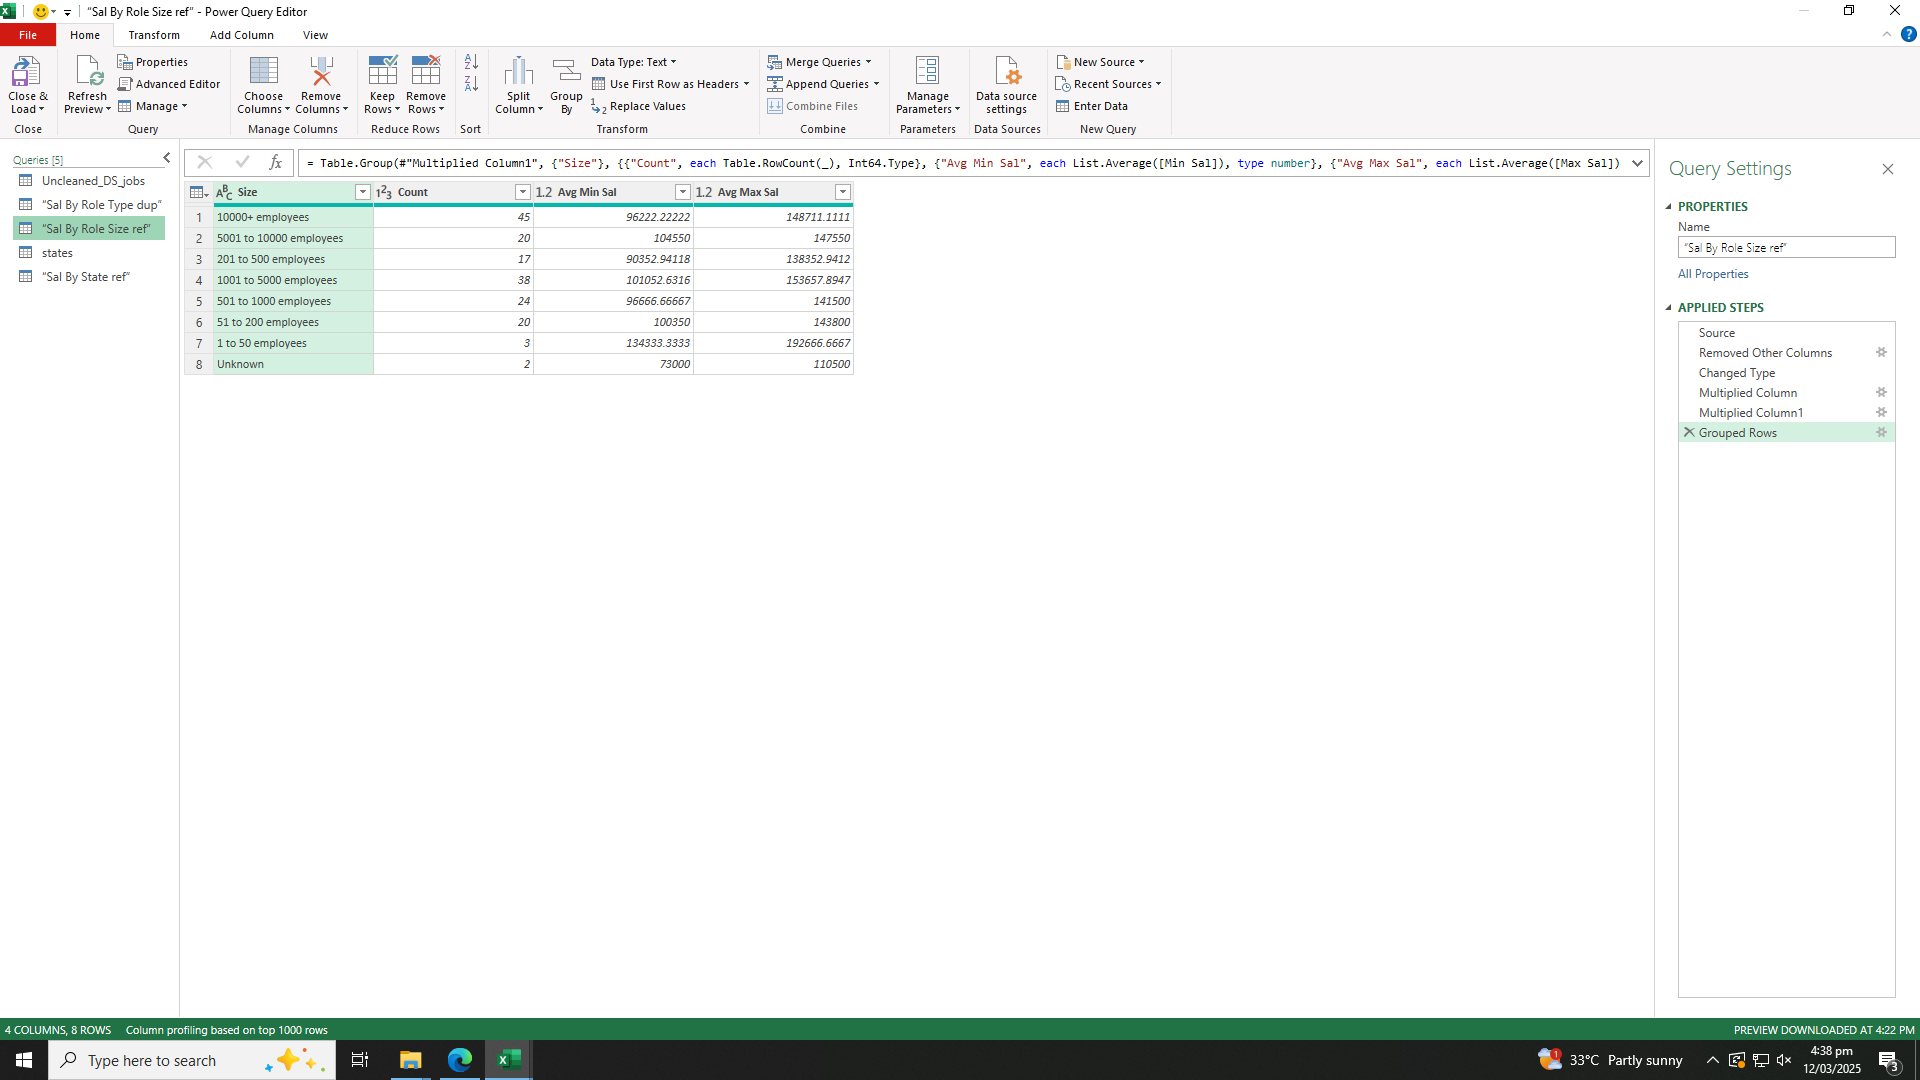 “Sal By Role Size ref” - Power Query Editor
File Home Transform Add Column View
Close & Load
Close
Refresh Preview
Properties
Advanced Editor
Manage
Query
Choose Columns
Remove Columns
Manage Columns
Keep Rows
Remove Rows
Reduce Rows
Sort
Split Column
Group By
Data Type: Text
Use First Row as Headers
Replace Values
Transform
Merge Queries
Append Queries
Combine Files
Combine
Manage Parameters
Parameters
Data source settings
Data Sources
New Source
Recent Sources
Enter Data
New Query
Queries [5]
Uncleaned_DS_jobs
“Sal By Role Type dup”
“Sal By Role Size ref”
states
“Sal By State ref”
= Table.Group(#"Multiplied Column1", {"Size"}, {{"Count", each Table.RowCount(_), Int64.Type}, {"Avg Min Sal", each List.Average([Min Sal]), type number}, {"Avg Max Sal", each List.Average([Max Sal])
Size Count Avg Min Sal Avg Max Sal
1 10000+ employees 45 96222.22222 148711.1111
2 5001 to 10000 employees 20 104550 147550
3 201 to 500 employees 17 90352.94118 138352.9412
4 1001 to 5000 employees 38 101052.6316 153657.8947
5 501 to 1000 employees 24 96666.66667 141500
6 51 to 200 employees 20 100350 143800
7 1 to 50 employees 3 134333.3333 192666.6667
8 Unknown 2 73000 110500
Query Settings
PROPERTIES
Name
“Sal By Role Size ref”
All Properties
APPLIED STEPS
Source
Removed Other Columns
Changed Type
Multiplied Column
Multiplied Column1
Grouped Rows
4 COLUMNS, 8 ROWS Column profiling based on top 1000 rows
PREVIEW DOWNLOADED AT 4:22 PM
Type here to search
33°C Partly sunny
4:38 pm
12/03/2025
3